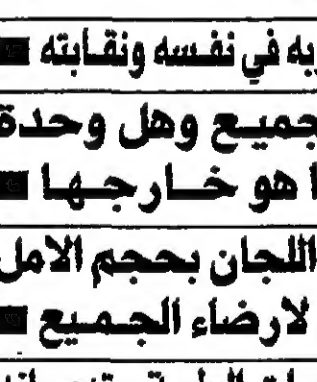 به في نفسه ونقابته
جميع وهل وحدة
هو خارجها
اللجان بحجم الامل
لارضاء الجميع